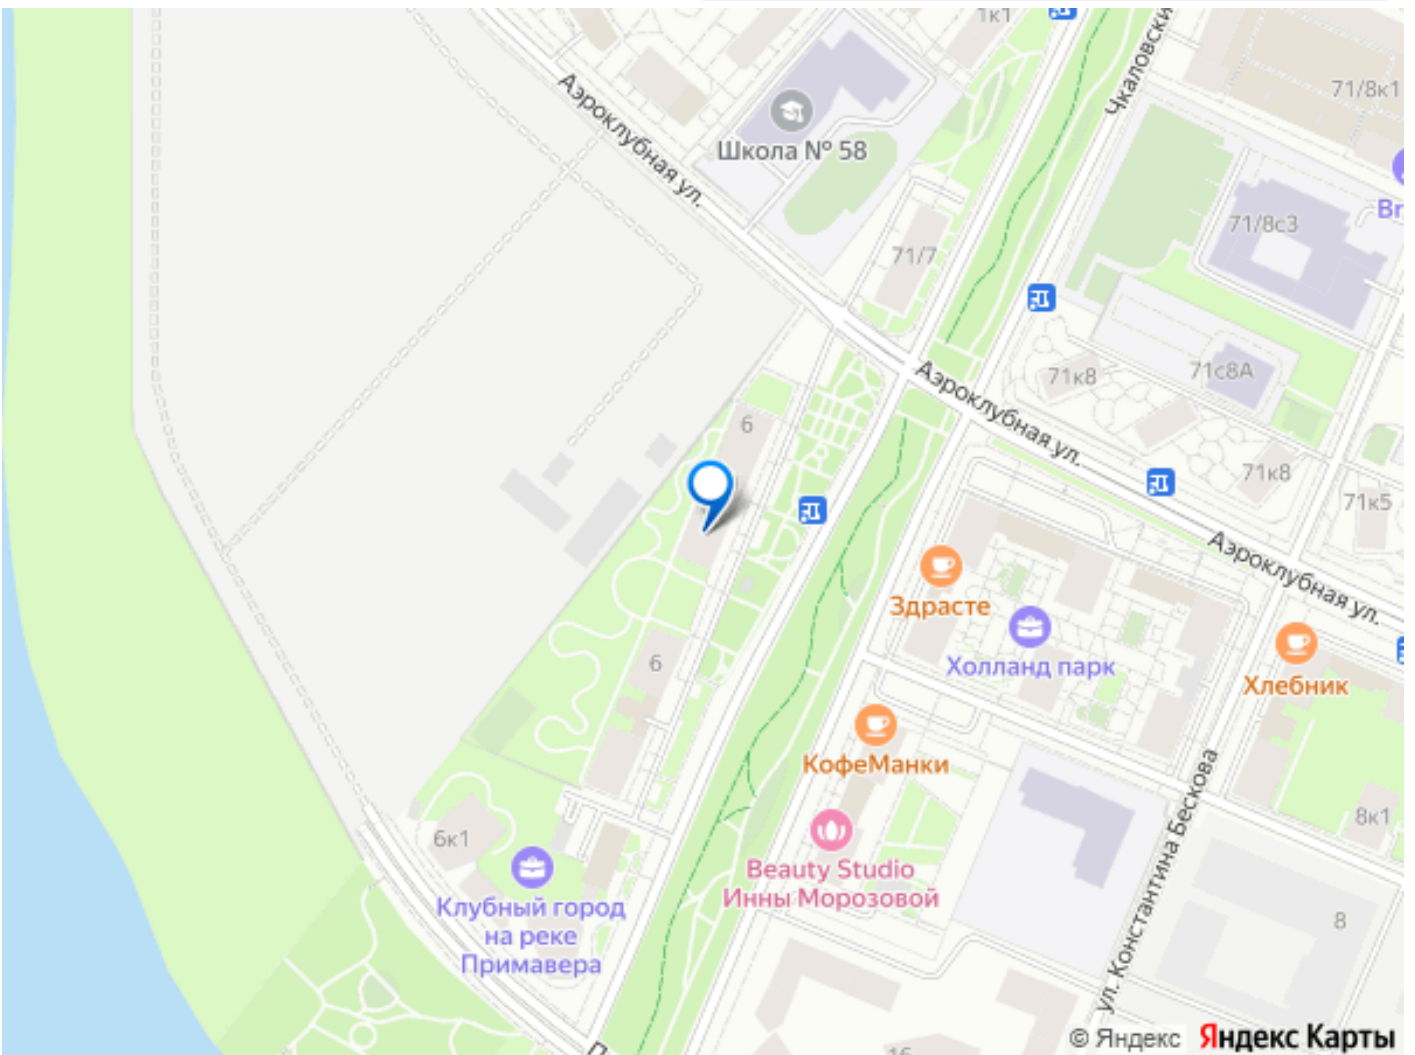 1к1
Чкаловски
71/8к1
Аэроклубная ул.
Школа № 58
Br
71/8с3
71/7
71к8
71с8А
Аэроклубная ул.
6
71к8
71к5
Аэроклубная ул.
Здрасте
Холланд парк
Хлебник
6
КофеМанки
ул. Константина Бескова
8к1
6к1
Beauty Studio
Инны Морозовой
Клубный город
на реке
Примавера
8
16
© Яндекс Яндекс Карты